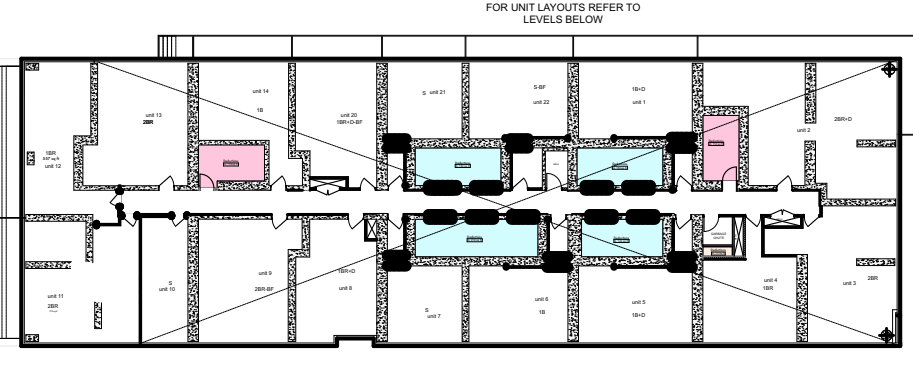 FOR UNIT LAYOUTS REFER TO
LEVELS BELOW
unit 13
2BR
unit 14
1B
unit 20
1BR+D-BF
S unit 21
S-BF
unit 22
1B+D
unit 1
2BR+D
unit 2
1BR
unit 12
GARBAGE
CHUTE
unit 11
2BR
S
unit 10
unit 9
2BR-BF
1BR+D
unit 8
S
unit 7
unit 6
1B
unit 5
1B+D
unit 4
1BR
2BR
unit 3